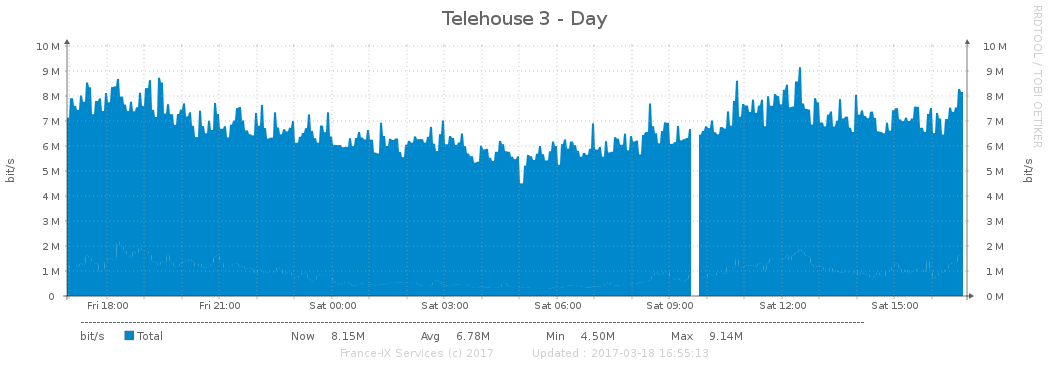 Telehouse 3 - Day
RRDTOOL / TOBI OETIKER
bit/s
10 M
9 M
8 M
7 M
6 M
5 M
4 M
3 M
2 M
1 M
0
10 M
9 M
8 M
7 M
6 M
5 M
4 M
3 M
2 M
1 M
0 M
bit/s
Fri 18:00 Fri 21:00 Sat 00:00 Sat 03:00 Sat 06:00 Sat 09:00 Sat 12:00 Sat 15:00
bit/s Total Now 8.15M Avg 6.78M Min 4.50M Max 9.14M
France-IX Services (c) 2017 Updated : 2017-03-18 16:55:13